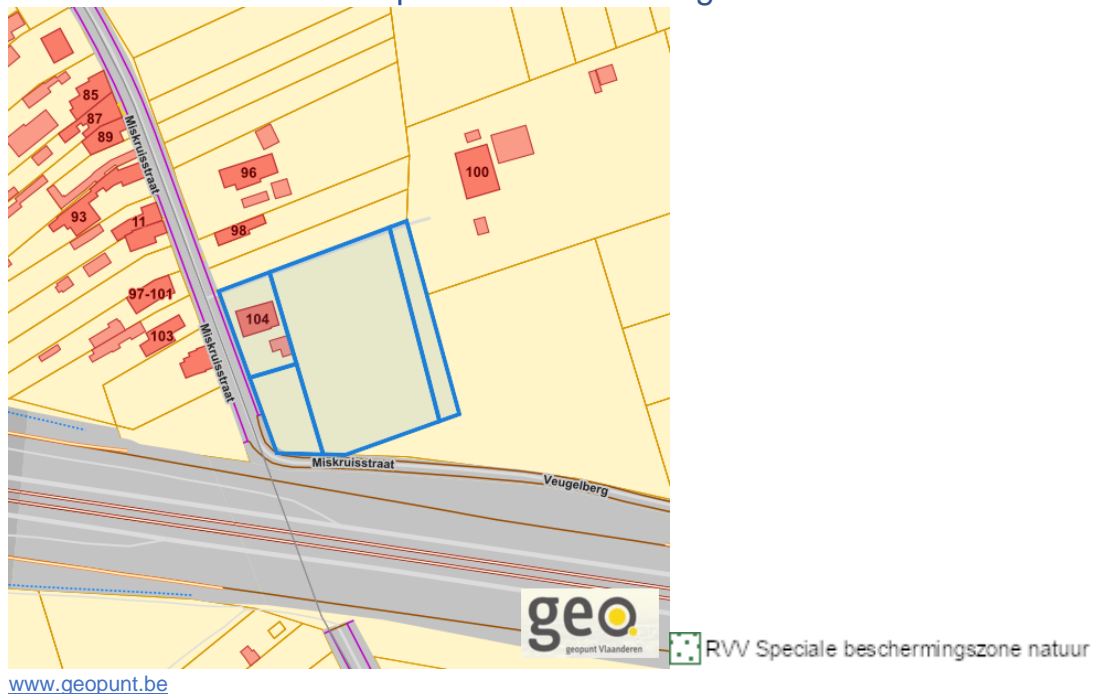 85
87
89
Miskruisstraat
96
100
93
11
98
97-101
104
103
Miskruisstraat
Miskruisstraat
Veugelberg
geo.
geopunt Vlaanderen
RVV Speciale beschermingszone natuur
www.geopunt.be